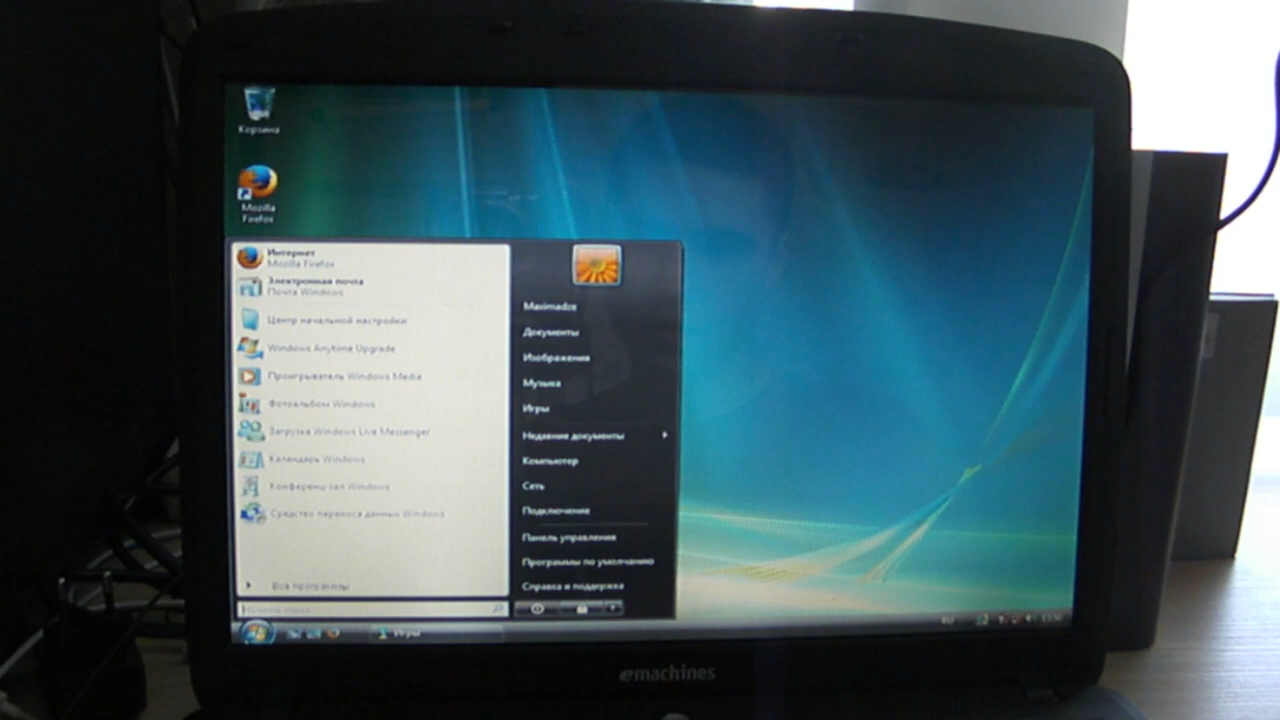 Корзина
Mozilla
Firefox
Интернет
Mozilla Firefox
Электронная почта
Почта Windows
Центр начальной настройки
Windows Anytime Upgrade
Проигрыватель Windows Media
Фотоальбом Windows
Загрузка Windows Live Messenger
Календарь Windows
Конференц-зал Windows
Средство переноса данных Windows
Все программы
Maximadze
Документы
Изображения
Музыка
Игры
Недавние документы
Компьютер
Сеть
Подключение
Панель управления
Программы по умолчанию
Справка и поддержка
Игры
emachines